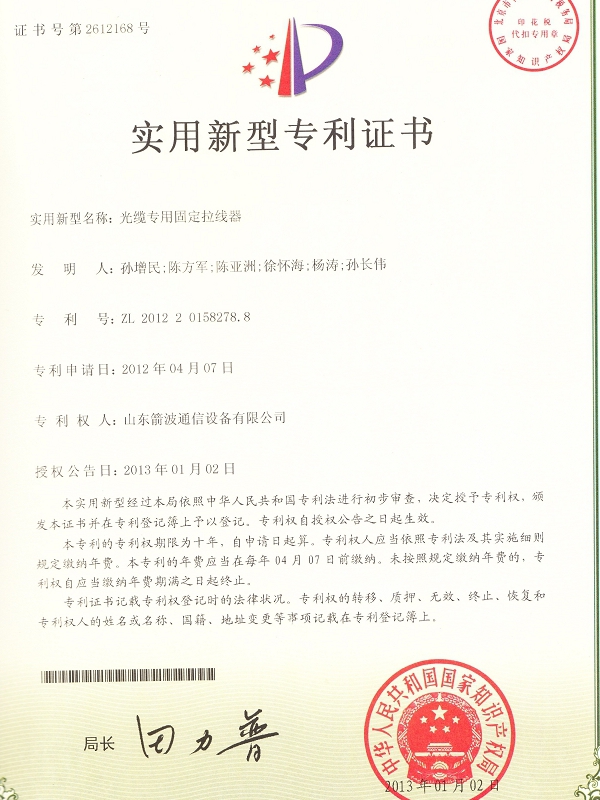 证书号第2612168号
印花税
代扣专用章
国家知识产权局
实用新型专利证书
实用新型名称：光缆专用固定拉线器
发明人：孙增民;陈方军;陈亚洲;徐怀海;杨涛;孙长伟
专利号：ZL 2012 2 0158278.8
专利申请日：2012年04月07日
专利权人：山东箭波通信设备有限公司
授权公告日：2013年01月02日
本实用新型经过本局依照中华人民共和国专利法进行初步审查，决定授予专利权，颁
发本证书并在专利登记簿上予以登记。专利权自授权公告之日起生效。
本专利的专利权期限为十年，自申请日起算。专利权人应当依照专利法及其实施细则
规定缴纳年费。本专利的年费应当在每年04月07日前缴纳。未按照规定缴纳年费的，专
利权自应当缴纳年费期满之日起终止。
专利证书记载专利权登记时的法律状况。专利权的转移、质押、无效、终止、恢复和
专利权人的姓名或名称、国籍、地址变更等事项记载在专利登记簿上。
局长
田力普
中华人民共和国国家知识产权局
2013年01月02日